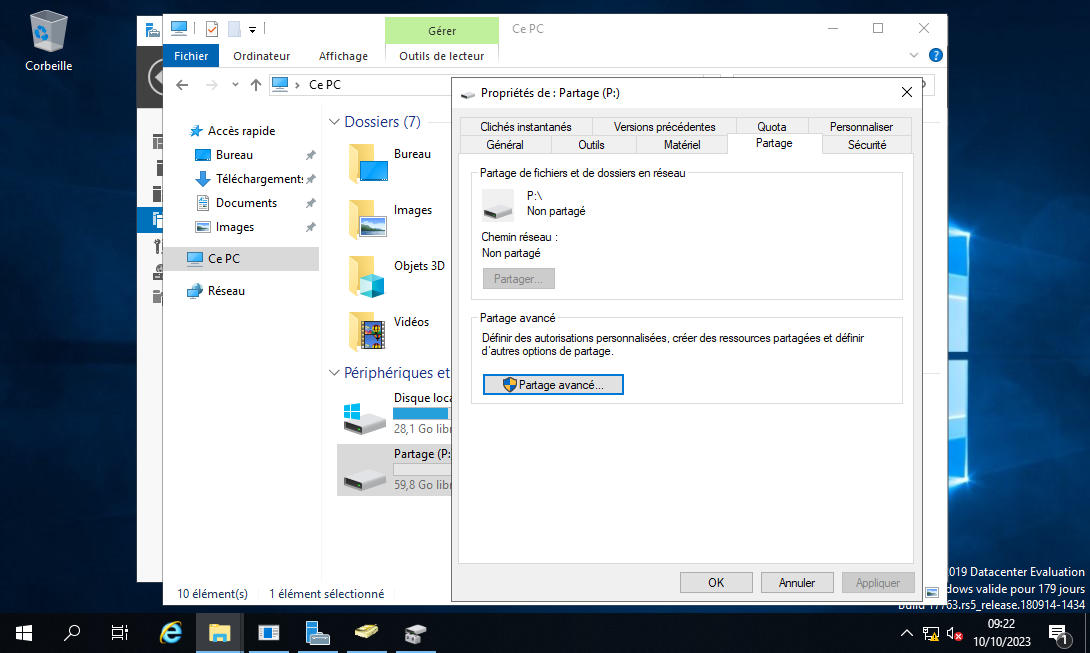 Corbeille
Gérer
Ce PC
Fichier
Ordinateur
Affichage
Outils de lecteur
Ce PC
Accès rapide
Bureau
Téléchargements
Documents
Images
Ce PC
Réseau
Dossiers (7)
Bureau
Images
Objets 3D
Vidéos
Périphériques et
Disque loca
28,1 Go libr
Partage (P:
59,8 Go libr
10 élément(s)
1 élément sélectionné
Propriétés de : Partage (P:)
Clichés instantanés
Versions précédentes
Quota
Personnaliser
Général
Outils
Matériel
Partage
Sécurité
Partage de fichiers et de dossiers en réseau
P:\
Non partagé
Chemin réseau :
Non partagé
Partager...
Partage avancé
Définir des autorisations personnalisées, créer des ressources partagées et définir
d'autres options de partage.
Partage avancé...
OK
Annuler
Appliquer
2019 Datacenter Evaluation
dows valide pour 179 jours
Build 17763.rs5_release.180914-1434
09:22
10/10/2023
1